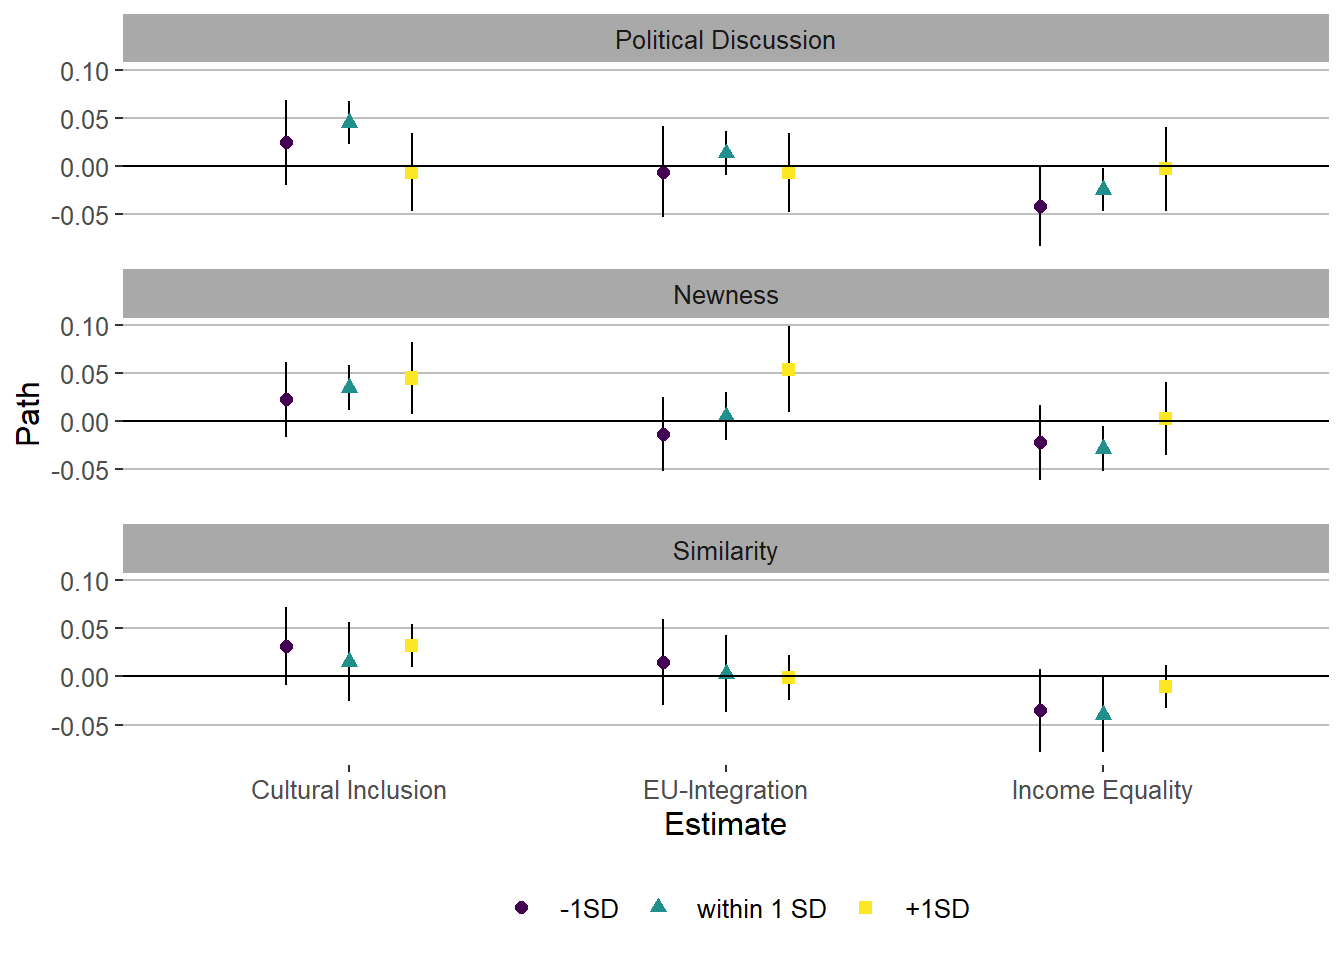 Political Discussion
0.10
0.05
0.00
-0.05
Newness
0.10
0.05
0.00
-0.05
Path
Similarity
0.10
0.05
0.00
-0.05
Cultural Inclusion EU-Integration Income Equality
Estimate
-1SD within 1 SD +1SD